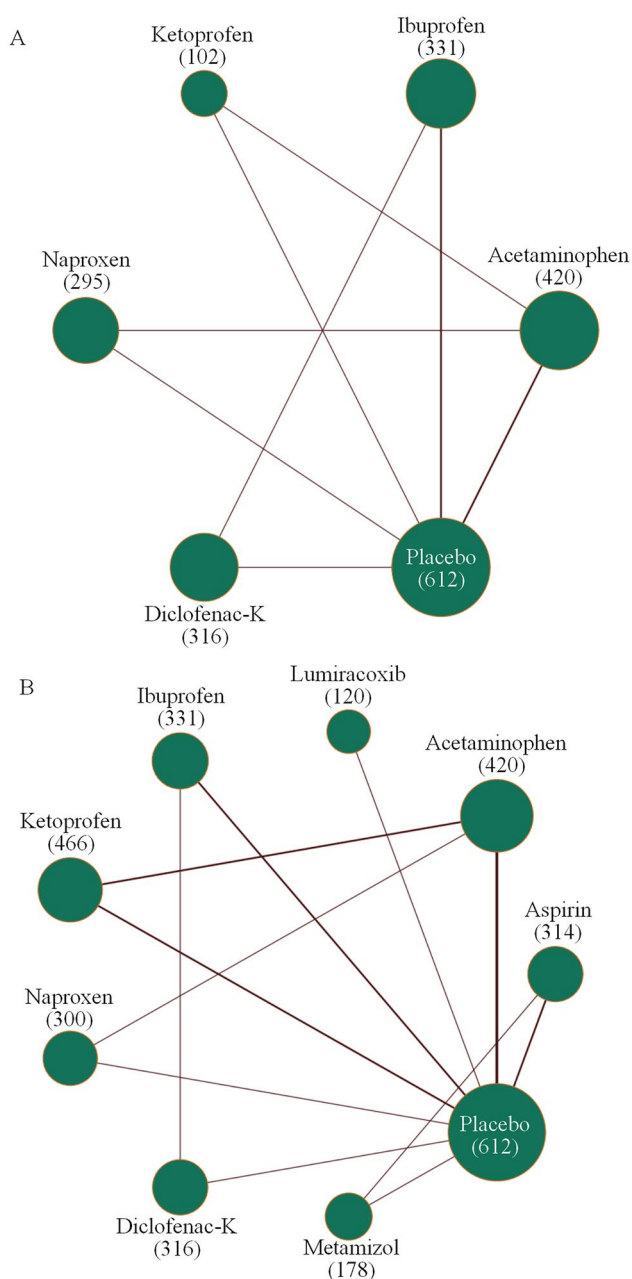 A
Ketoprofen
(102)
Ibuprofen
(331)
Naproxen
(295)
Acetaminophen
(420)
Placebo
(612)
Diclofenac-K
(316)
B
Lumiracoxib
(120)
Ibuprofen
(331)
Acetaminophen
(420)
Ketoprofen
(466)
Aspirin
(314)
Naproxen
(300)
Placebo
(612)
Diclofenac-K
(316)
Metamizol
(178)